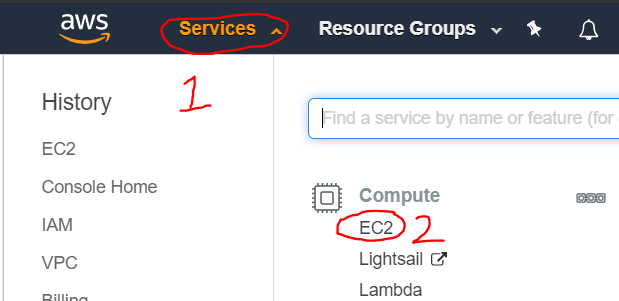 aws Services Resource Groups
1
History
Find a service by name or feature (for
EC2
Console Home
Compute
IAM
EC2 2
VPC
Lightsail
Billing
Lambda